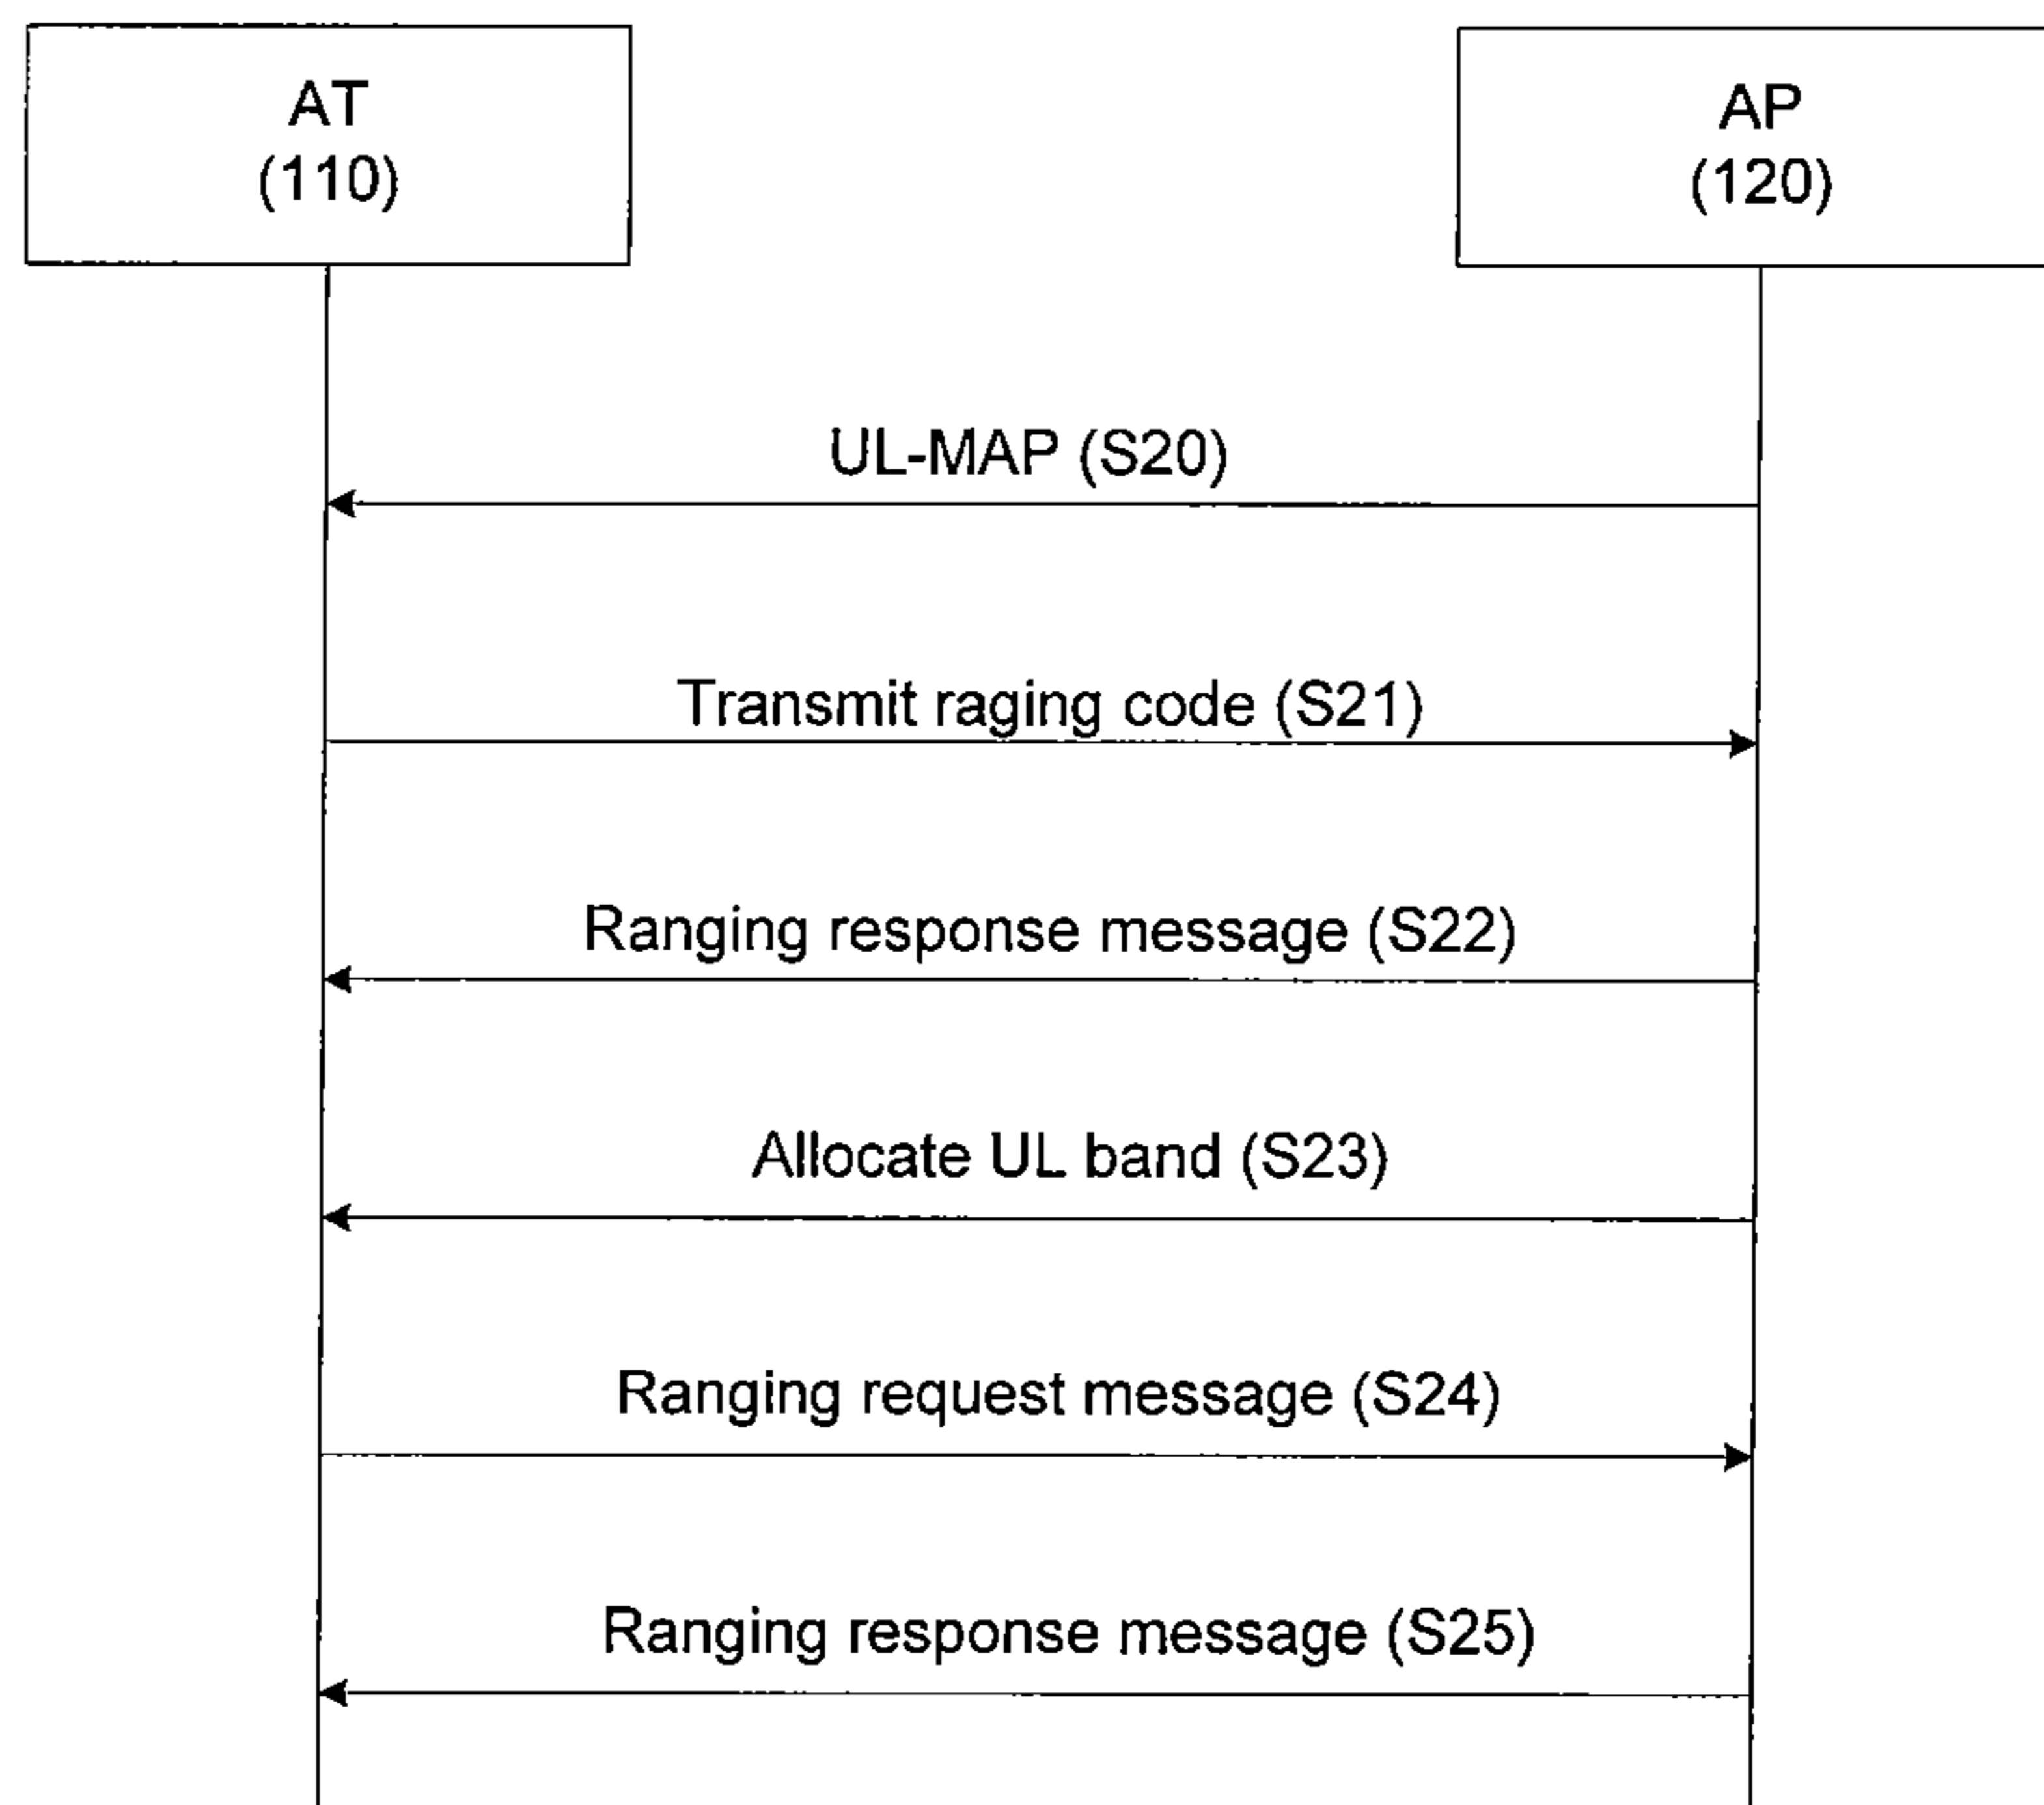 AT
(110)
AP
(120)
UL-MAP (S20)
Transmit raging code (S21)
Ranging response message (S22)
Allocate UL band (S23)
Ranging request message (S24)
Ranging response message (S25)